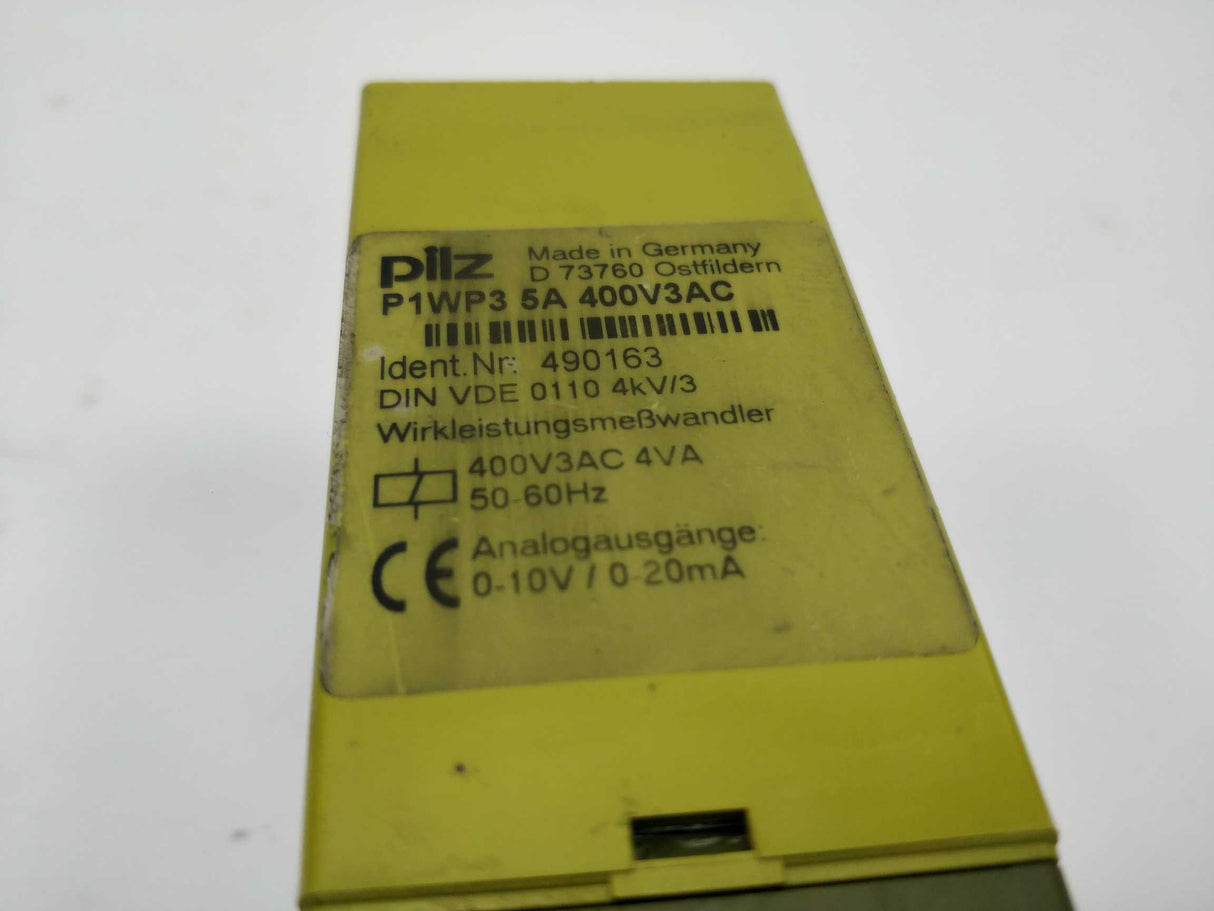 pilz Made in Germany
D 73760 Ostfildern
P1WP3 5A 400V3AC
Ident.Nr: 490163
DIN VDE 0110 4kV/3
Wirkleistungsmeßwandler
400V3AC 4VA
50-60Hz
CE Analogausgänge:
0-10V / 0-20mA